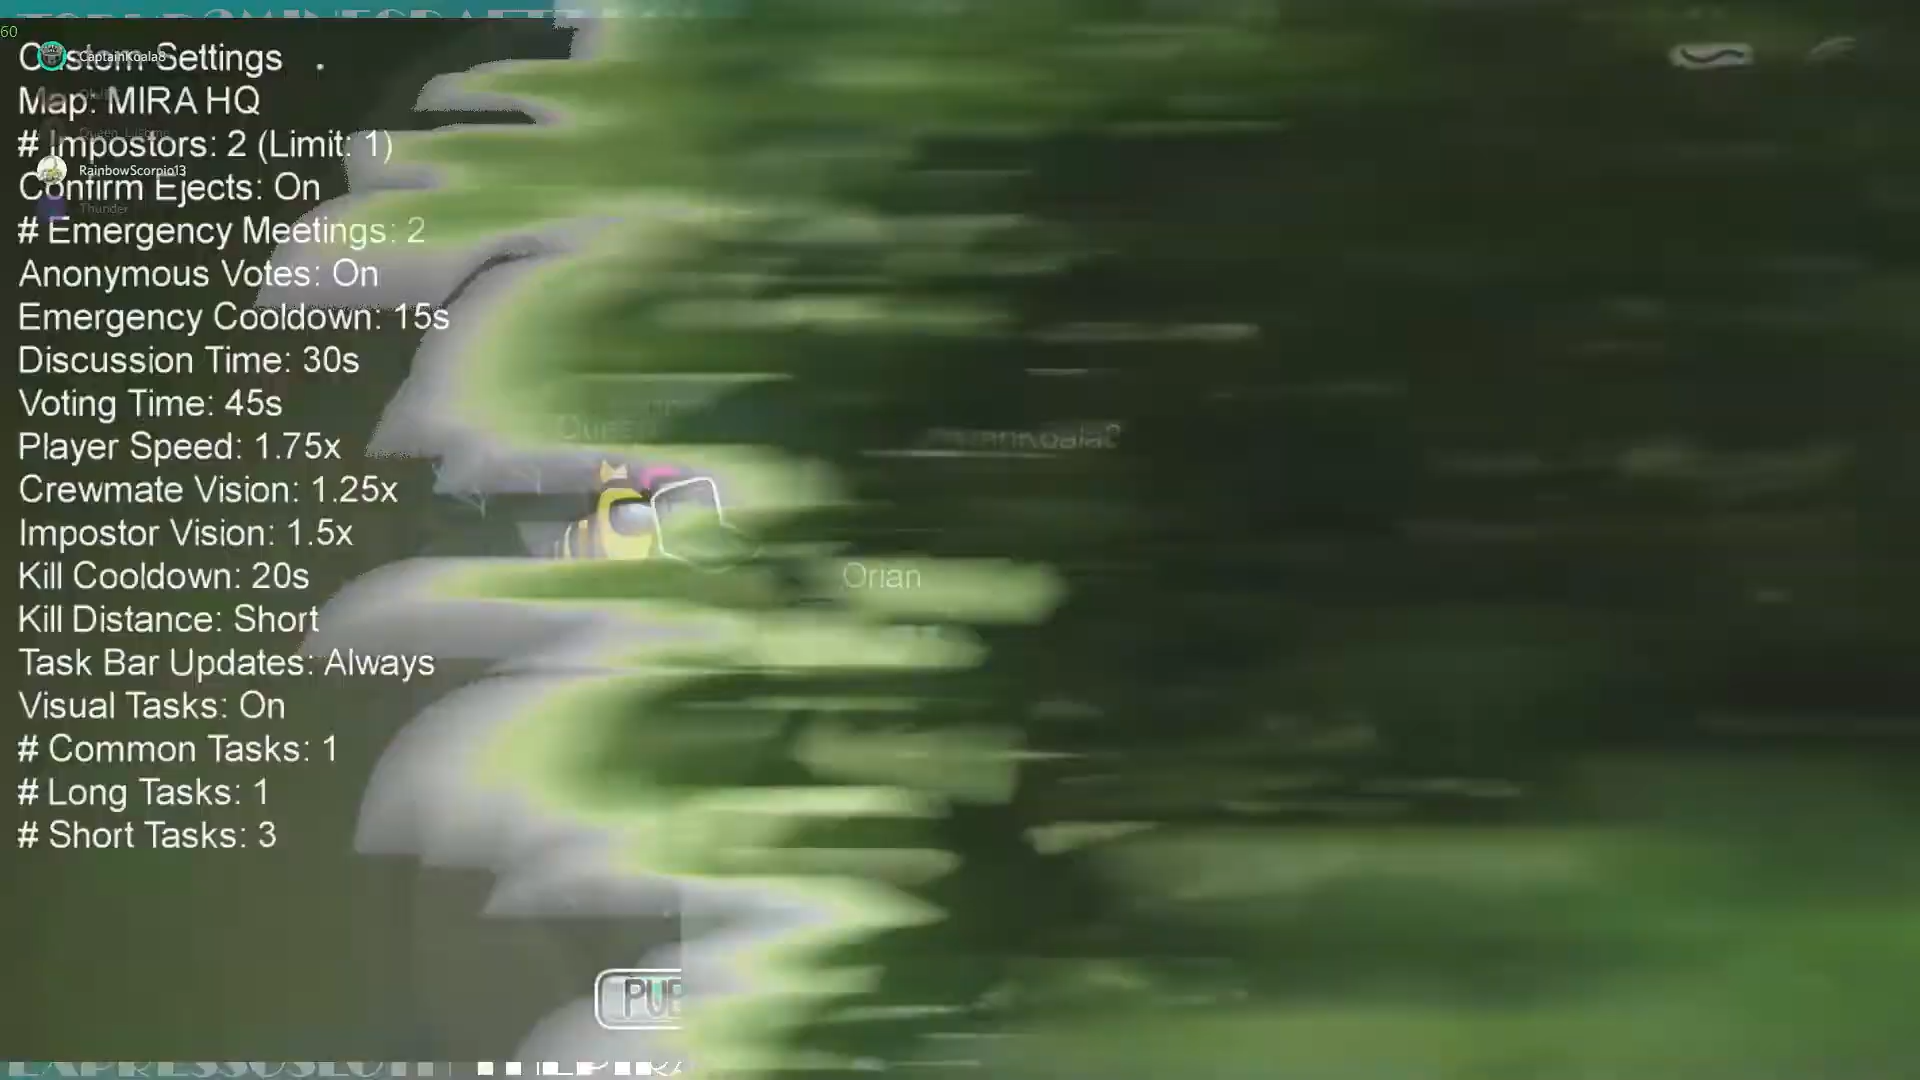 60
Custom Settings
CaptainKoala8
Map: MIRA HQ
# Impostors: 2 (Limit: 1)
RainbowScorpio13
Confirm Ejects: On
Thunder
# Emergency Meetings: 2
Anonymous Votes: On
Emergency Cooldown: 15s
Discussion Time: 30s
Voting Time: 45s
Player Speed: 1.75x
Crewmate Vision: 1.25x
Impostor Vision: 1.5x
Kill Cooldown: 20s
Orian
Kill Distance: Short
Task Bar Updates: Always
Visual Tasks: On
# Common Tasks: 1
# Long Tasks: 1
# Short Tasks: 3